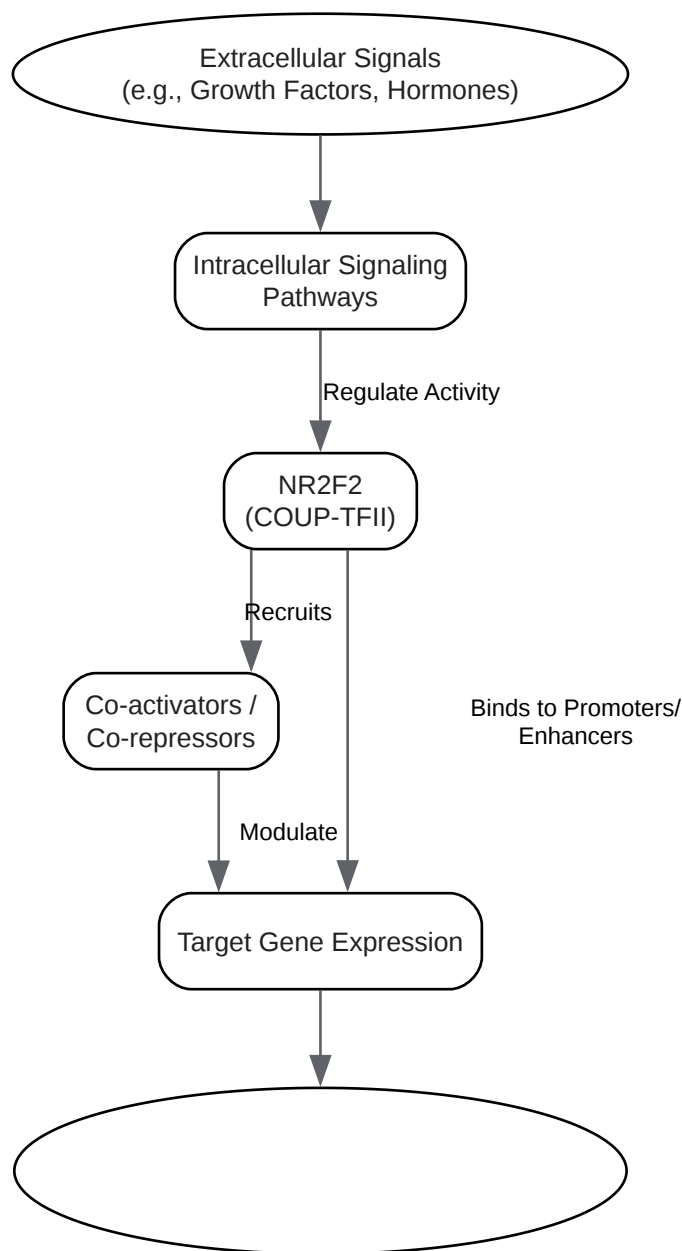 Extracellular Signals
(e.g., Growth Factors, Hormones)
Intracellular Signaling
Pathways
Regulate Activity
NR2F2
(COUP-TFII)
Recruits
Co-activators /
Co-repressors
Binds to Promoters/
Enhancers
Modulate
Target Gene Expression